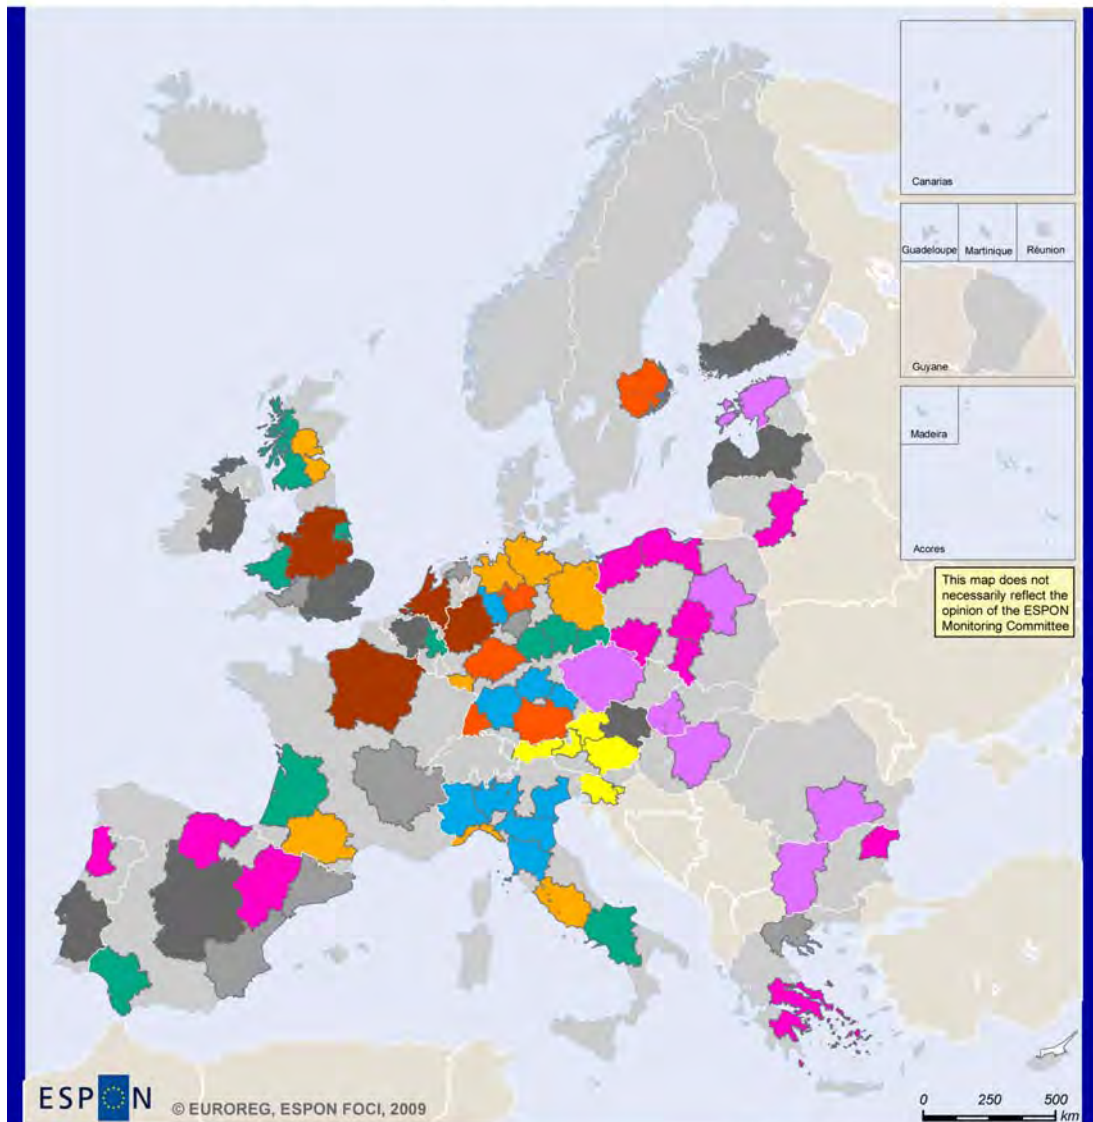 Canarias
Guadeloupe
Martinique
Réunion
Guyane
Madeira
Acores
This map does not
necessarily reflect the
opinion of the ESPON
Monitoring Committee
ESPON
© EUROREG, ESPON FOCI, 2009
0 250 500
km